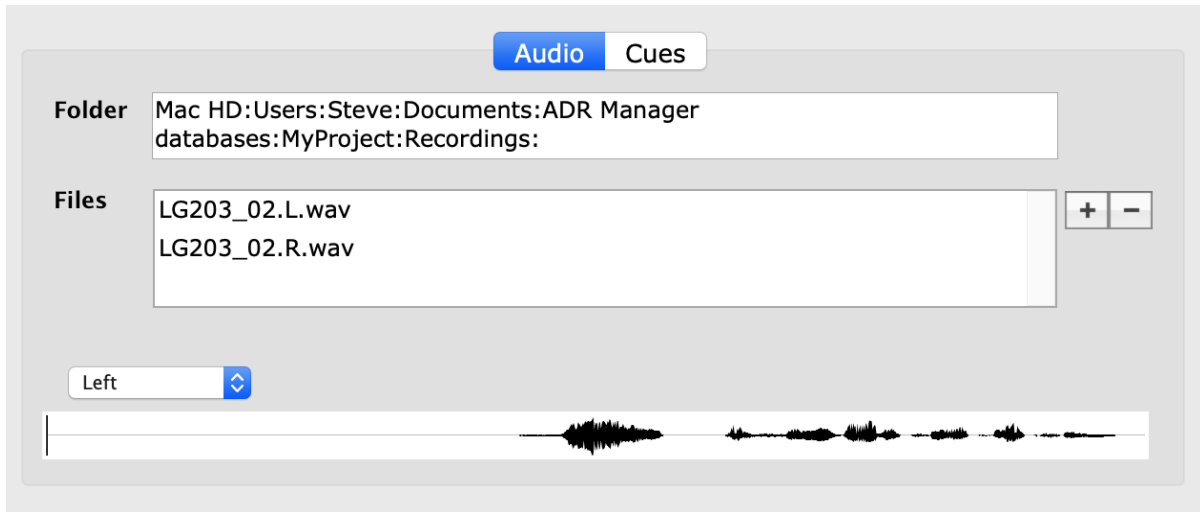 Audio Cues
Folder Mac HD:Users:Steve:Documents:ADR Manager
databases:MyProject:Recordings:
Files LG203_02.L.wav
+ −
LG203_02.R.wav
Left